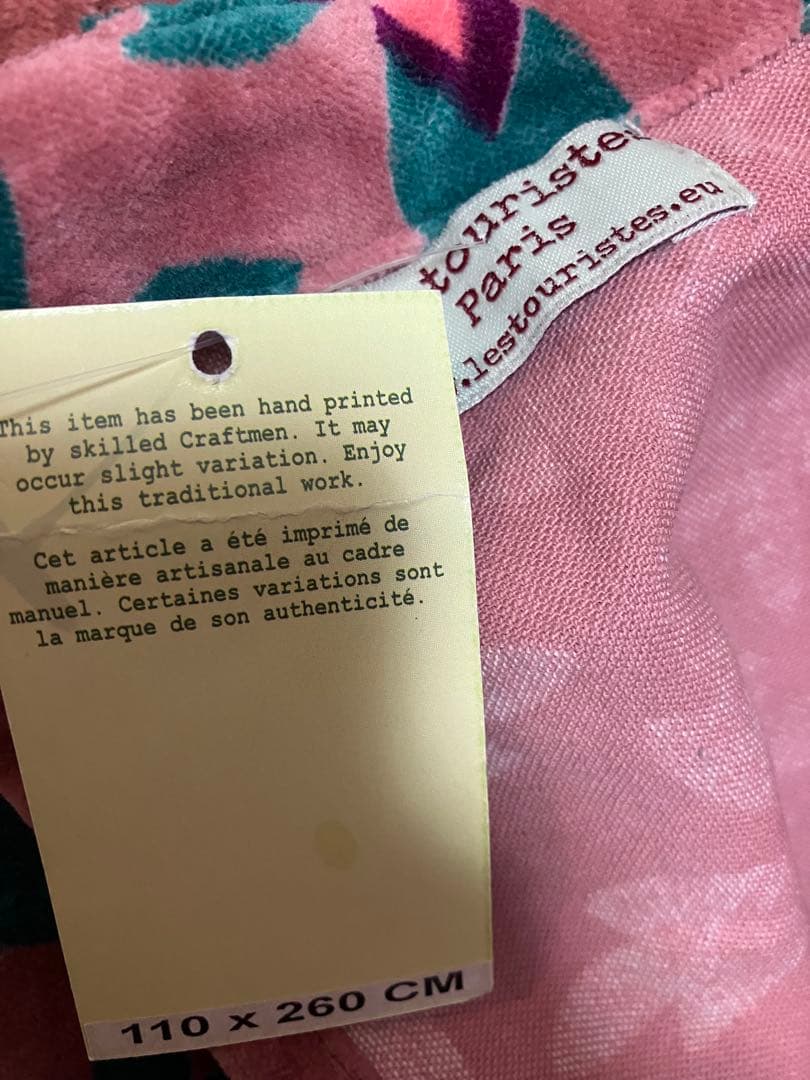 touristes
Paris
.lestouristes.eu
This item has been hand printed
by skilled Craftmen. It may
occur slight variation. Enjoy
this traditional work.
Cet article a été imprimé de
manière artisanale au cadre
manuel. Certaines variations sont
la marque de son authenticité.
110 x 260 CM